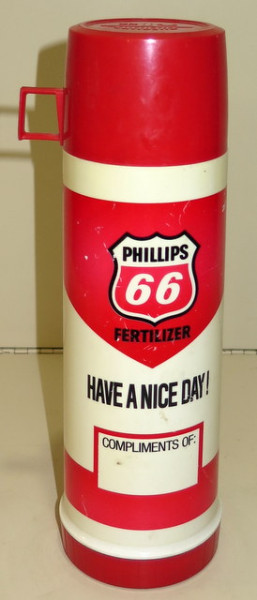 PHILLIPS
66
FERTILIZER
HAVE A NICE DAY!
COMPLIMENTS OF: